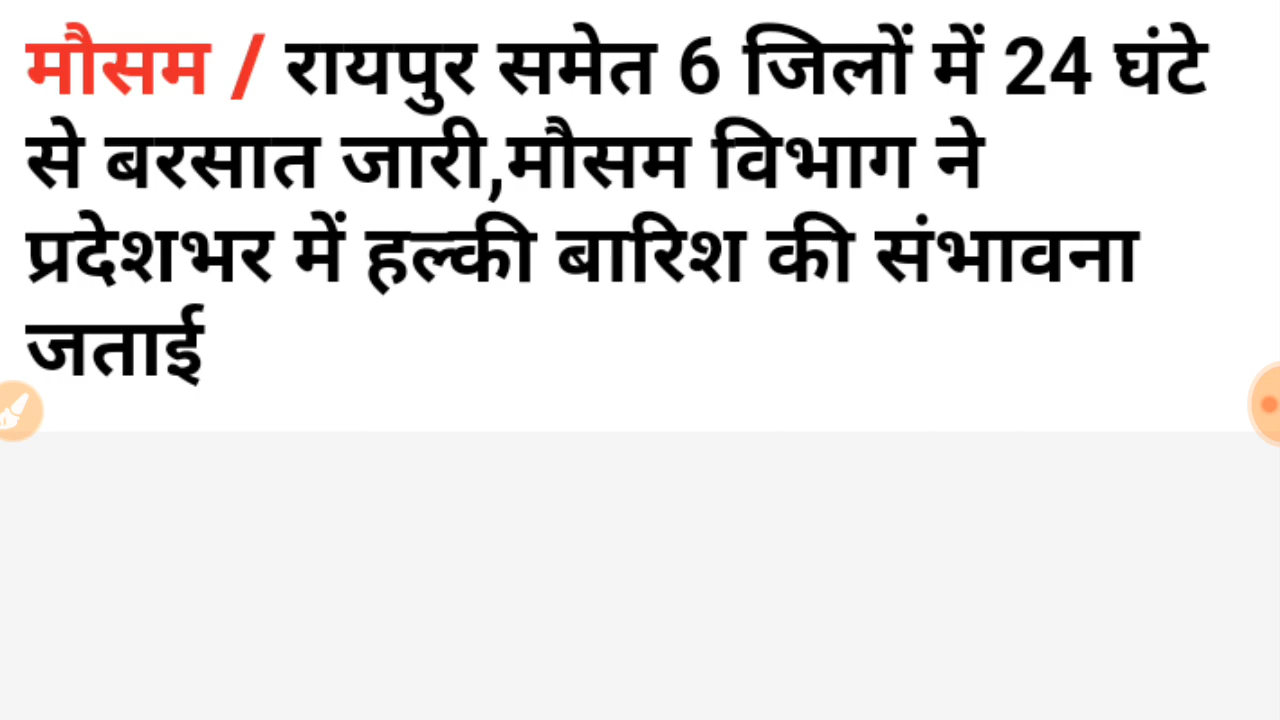 मौसम / रायपुर समेत 6 जिलों में 24 घंटे
से बरसात जारी,मौसम विभाग ने
प्रदेशभर में हल्की बारिश की संभावना
जताई